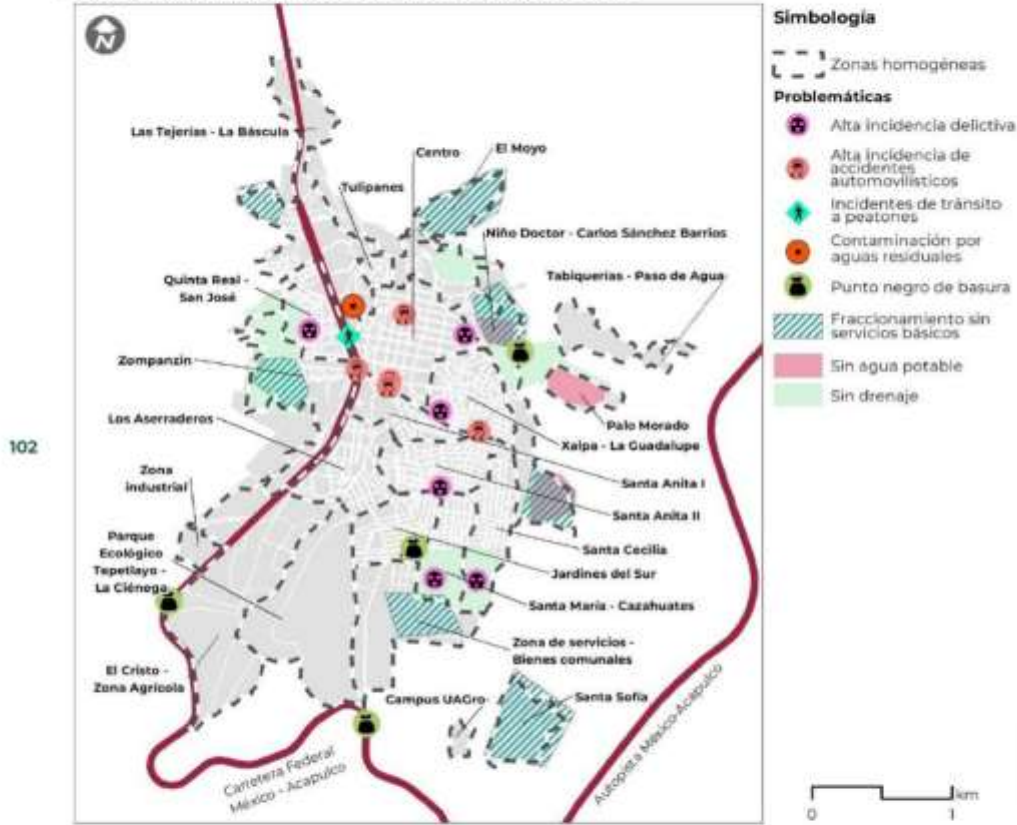 N
Las Tejerías - La Báscula
Centro
El Moyo
Tulipanes
Niño Doctor - Carlos Sánchez Barrios
Quinta Real -
San José
Tabiquerías - Paso de Agua
Zompanzin
Los Aserraderos
Palo Morado
Xalpa - La Guadalupe
102
Zona
industrial
Santa Anita I
Santa Anita II
Parque
Ecológico
Tepetlayo -
La Ciénega
Santa Cecilia
Jardines del Sur
Santa María - Cazahuates
Zona de servicios -
Bienes comunales
El Cristo -
Zona Agrícola
Campus UAGro
Santa Sofía
Carretera Federal
México - Acapulco
Autopista México-Acapulco
Simbología
Zonas homogéneas
Problemáticas
Alta incidencia delictiva
Alta incidencia de
accidentes
automovilísticos
Incidentes de tránsito
a peatones
Contaminación por
aguas residuales
Punto negro de basura
Fraccionamiento sin
servicios básicos
Sin agua potable
Sin drenaje
km
0 1